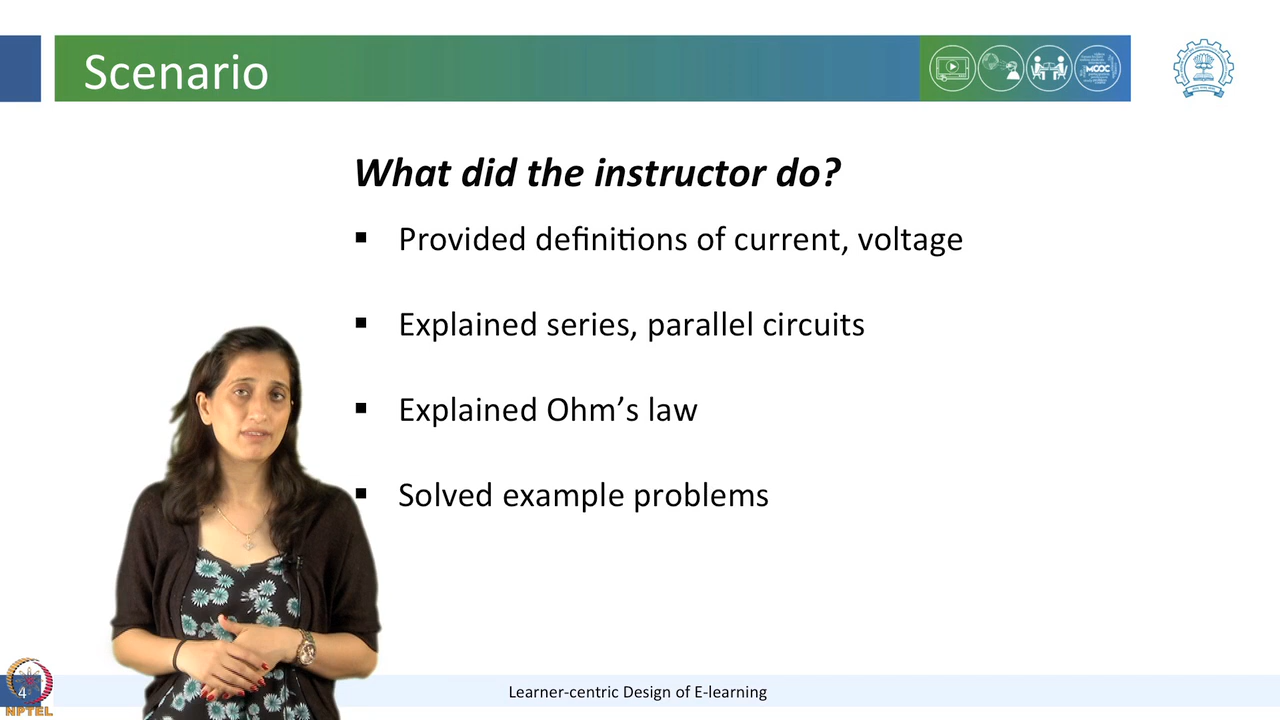 Scenario
MOOC
What did the instructor do?
▪ Provided definitions of current, voltage
▪ Explained series, parallel circuits
▪ Explained Ohm’s law
▪ Solved example problems
4
NPTEL
Learner-centric Design of E-learning